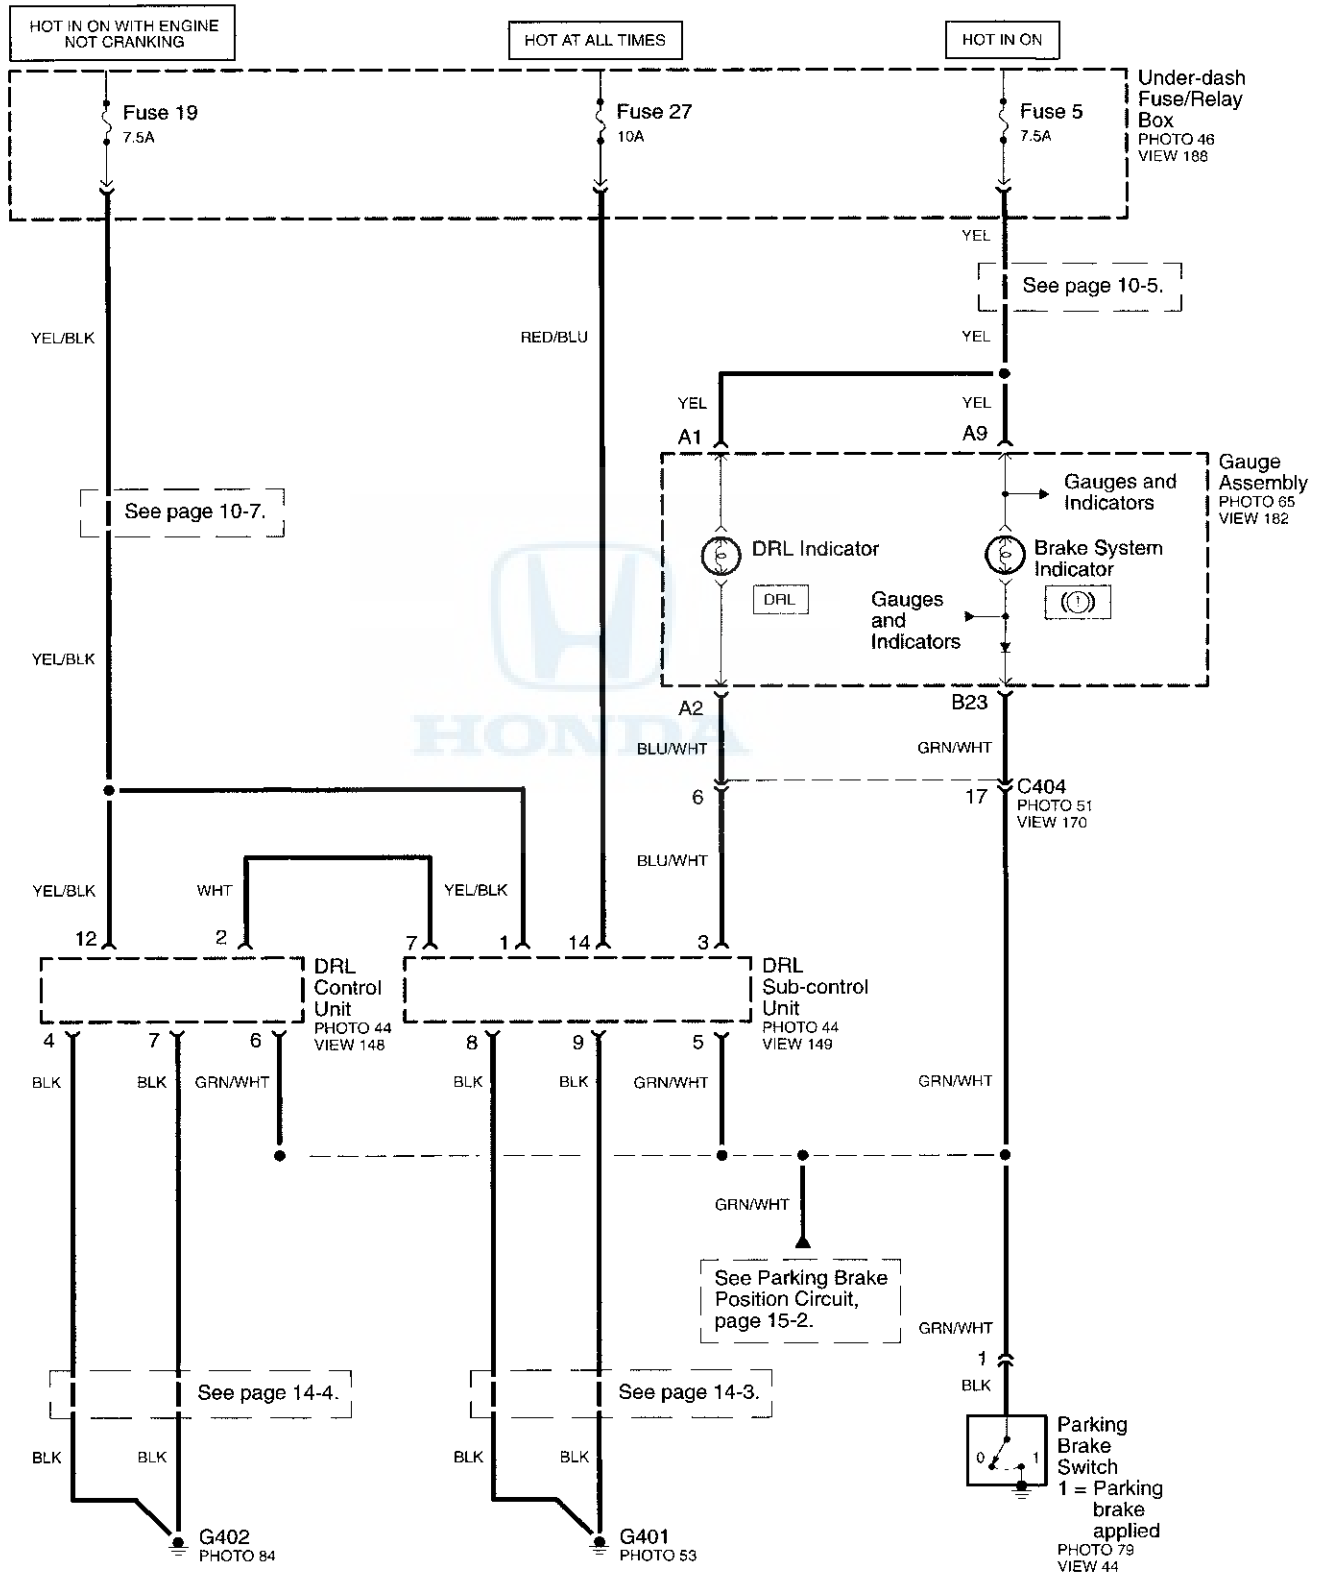 HOT IN ON WITH ENGINE
NOT CRANKING
HOT AT ALL TIMES
HOT IN ON
Fuse 19
7.5A
Fuse 27
10A
Fuse 5
7.5A
Under-dash
Fuse/Relay
Box
PHOTO 46
VIEW 188
YEL
See page 10-5.
YEL/BLK
RED/BLU
YEL
YEL
YEL
A1
A9
Gauge
Assembly
PHOTO 65
VIEW 182
Gauges and
Indicators
See page 10-7.
DRL Indicator
DRL
Brake System
Indicator
(!)
Gauges
and
Indicators
YEL/BLK
HONDA
A2
B23
BLU/WHT
GRN/WHT
6
17
C404
PHOTO 51
VIEW 170
BLU/WHT
YEL/BLK
WHT
YEL/BLK
12
2
7
1
14
3
DRL
Control
Unit
PHOTO 44
VIEW 148
DRL
Sub-control
Unit
PHOTO 44
VIEW 149
4
7
6
8
9
5
BLK
BLK
GRN/WHT
BLK
BLK
GRN/WHT
GRN/WHT
GRN/WHT
See Parking Brake
Position Circuit,
page 15-2.
GRN/WHT
1
BLK
See page 14-4.
See page 14-3.
BLK
BLK
BLK
BLK
0
1
Parking
Brake
Switch
1 = Parking
brake
applied
PHOTO 79
VIEW 44
G402
PHOTO 84
G401
PHOTO 53